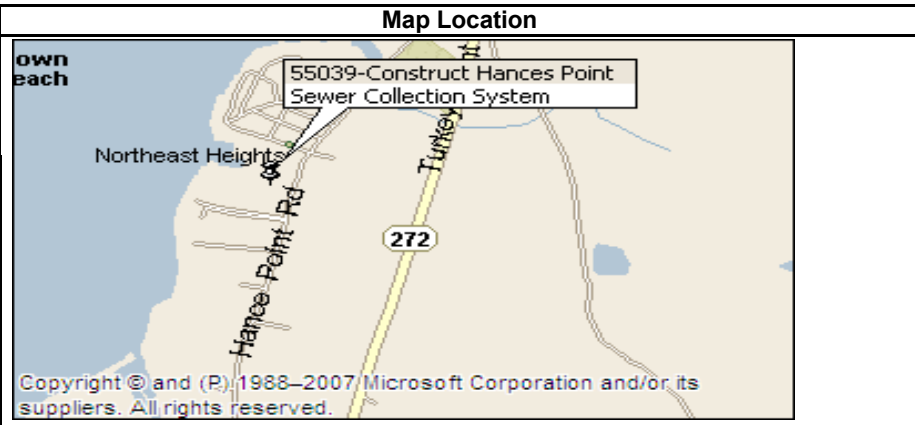 Map Location
own
each
55039-Construct Hances Point
Sewer Collection System
Northeast Heights
Turkey
272
Hance Point Rd
Copyright © and (P) 1988–2007 Microsoft Corporation and/or its
suppliers. All rights reserved.